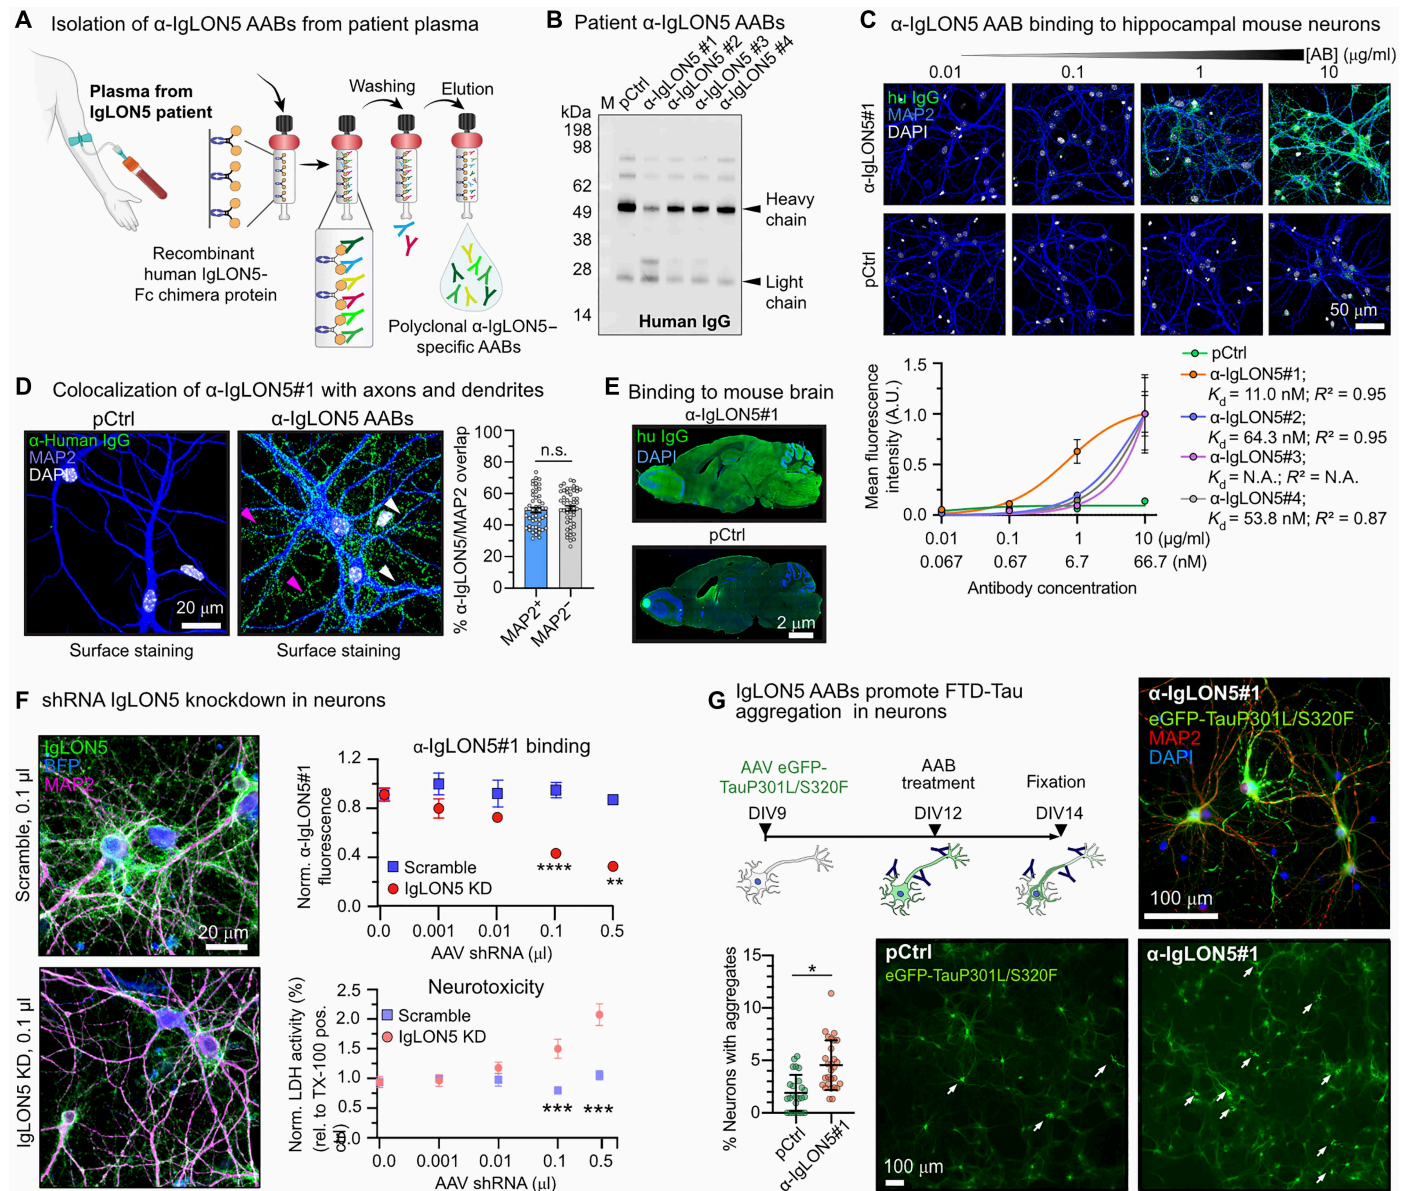 A Isolation of α-IgLON5 AABs from patient plasma
Plasma from
IgLON5 patient
Washing
Elution
Recombinant
human IgLON5-
Fc chimera protein
Polyclonal α-IgLON5–
specific AABs
B Patient α-IgLON5 AABs
kDa
M
pCtrl
α-IgLON5 #1
α-IgLON5 #2
α-IgLON5 #3
α-IgLON5 #4
198
98
62
49
38
28
14
Heavy
chain
Light
chain
Human IgG
C α-IgLON5 AAB binding to hippocampal mouse neurons
[AB] (μg/ml)
0.01 0.1 1 10
α-IgLON5#1
hu IgG
MAP2
DAPI
pCtrl
50 μm
Mean fluorescence
intensity (A.U.)
1.5
1.0
0.5
0.0
0.01 0.1 1 10 (μg/ml)
0.067 0.67 6.7 66.7 (nM)
Antibody concentration
pCtrl
α-IgLON5#1;
Kd = 11.0 nM; R² = 0.95
α-IgLON5#2;
Kd = 64.3 nM; R² = 0.95
α-IgLON5#3
Kd = N.A.; R² = N.A.
α-IgLON5#4;
Kd = 53.8 nM; R² = 0.87
D Colocalization of α-IgLON5#1 with axons and dendrites
pCtrl
α-IgLON5 AABs
α-Human IgG
MAP2
DAPI
20 μm
Surface staining
Surface staining
% α-IgLON5/MAP2 overlap
100
80
60
40
20
0
n.s.
MAP2⁺
MAP2⁻
E Binding to mouse brain
α-IgLON5#1
hu IgG
DAPI
pCtrl
2 μm
F shRNA IgLON5 knockdown in neurons
Scramble, 0.1 μl
IgLON5
BFP
MAP2
20 μm
IgLON5 KD, 0.1 μl
α-IgLON5#1 binding
Norm. α-IgLON5#1
fluorescence
1.2
0.8
0.4
0.0
Scramble
IgLON5 KD
****
**
0.0 0.001 0.01 0.1 0.5
AAV shRNA (μl)
Neurotoxicity
Norm. LDH activity (%)
(rel. to TX-100 pos.
ctrl)
2.5
2.0
1.5
1.0
0.5
0.0
Scramble
IgLON5 KD
*** ***
0.0 0.001 0.01 0.1 0.5
AAV shRNA (μl)
G IgLON5 AABs promote FTD-Tau
aggregation in neurons
AAV eGFP-
TauP301L/S320F
AAB
treatment
Fixation
DIV9
DIV12
DIV14
α-IgLON5#1
eGFP-TauP301L/S320F
MAP2
DAPI
100 μm
% Neurons with aggregates
15
10
5
0
*
pCtrl
α-IgLON5#1
pCtrl
eGFP-TauP301L/S320F
100 μm
α-IgLON5#1